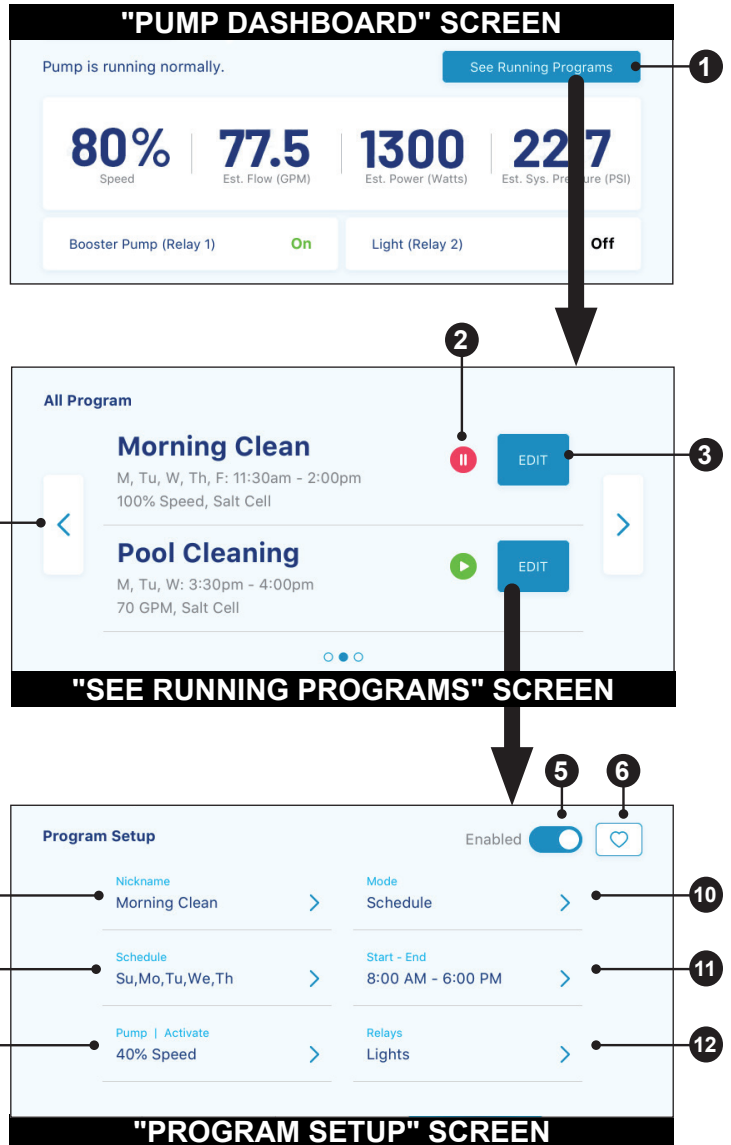 "PUMP DASHBOARD" SCREEN
Pump is running normally.
See Running Programs
1
80% 77.5 1300 22.7
Speed Est. Flow (GPM) Est. Power (Watts) Est. Sys. Pressure (PSI)
Booster Pump (Relay 1) On Light (Relay 2) Off
2
All Program
Morning Clean
EDIT
3
M, Tu, W, Th, F: 11:30am - 2:00pm
100% Speed, Salt Cell
Pool Cleaning
EDIT
M, Tu, W: 3:30pm - 4:00pm
70 GPM, Salt Cell
"SEE RUNNING PROGRAMS" SCREEN
5 6
Program Setup Enabled
Nickname Mode
Morning Clean Schedule 10
Schedule Start - End
Su,Mo,Tu,We,Th 8:00 AM - 6:00 PM 11
Pump | Activate Relays
40% Speed Lights 12
"PROGRAM SETUP" SCREEN